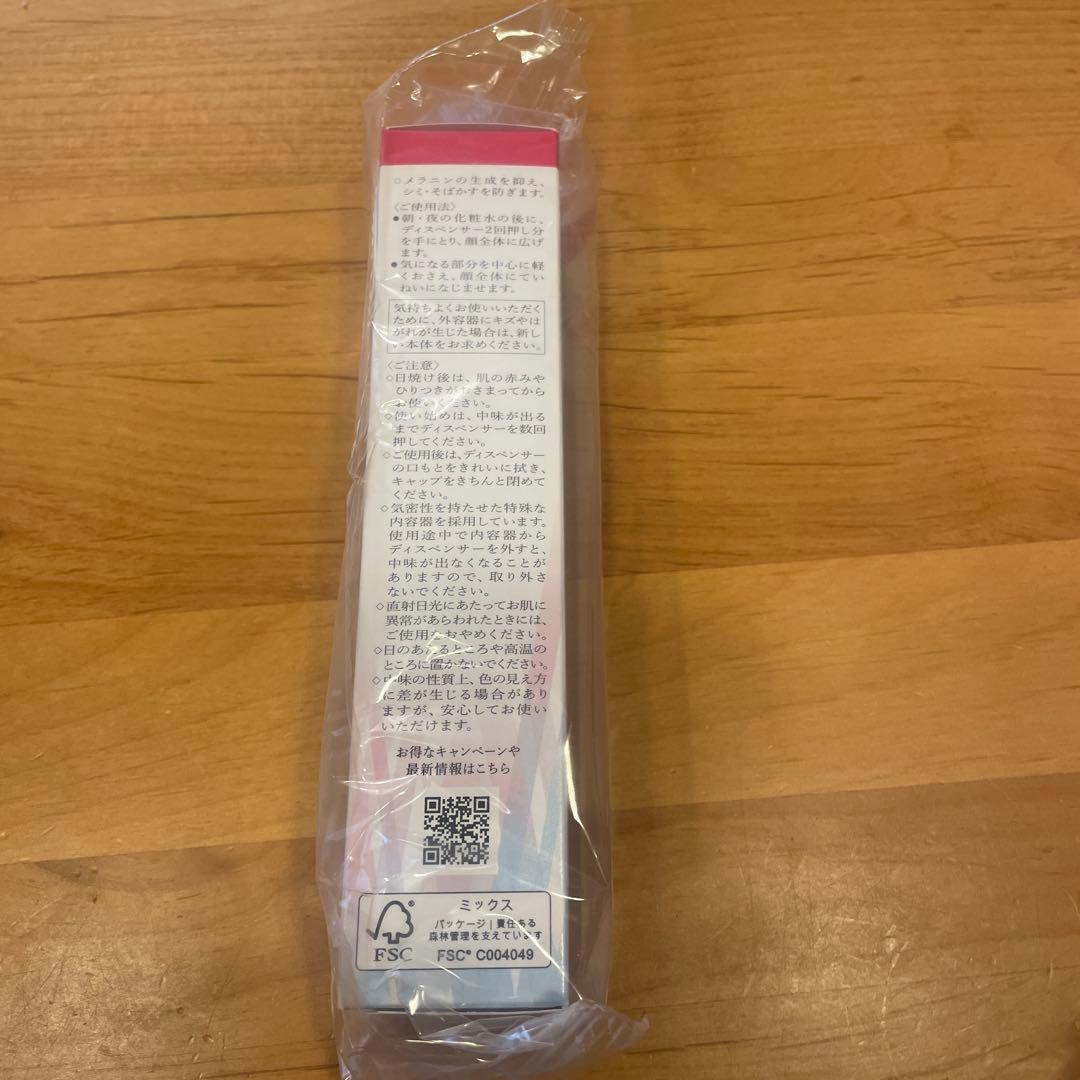 ○メラニンの生成を抑え、
シミ・そばかすを防ぎます。
〈ご使用法〉
●朝・夜の化粧水の後に、
ディスペンサー2回押し分
を手にとり、顔全体に広げ
ます。
●気になる部分を中心に軽
くおさえ、顔全体にてい
ねいになじませます。
気持ちよくお使いいただく
ために、外容器にキズやは
がれが生じた場合は、新し
い本体をお求めください。
〈ご注意〉
◇日焼け後は、肌の赤みや
ひりつきがおさまってから
お使いください。
◇使い始めは、中味が出る
までディスペンサーを数回
押してください。
◇ご使用後は、ディスペンサー
の口もとをきれいに拭き、
キャップをきちんと閉めて
ください。
◇気密性を持たせた特殊な
内容器を採用しています。
使用途中で内容器から
ディスペンサーを外すと、
中味が出なくなることが
ありますので、取り外さ
ないでください。
◇直射日光にあたってお肌に
異常があらわれたときには、
ご使用をおやめください。
◇日のあたるところや高温の
ところに置かないでください。
◇中味の性質上、色の見え方
に差が生じる場合があり
ますが、安心してお使い
いただけます。
お得なキャンペーンや
最新情報はこちら
FSC
ミックス
パッケージ|責任ある
森林管理を支えています
FSC® C004049